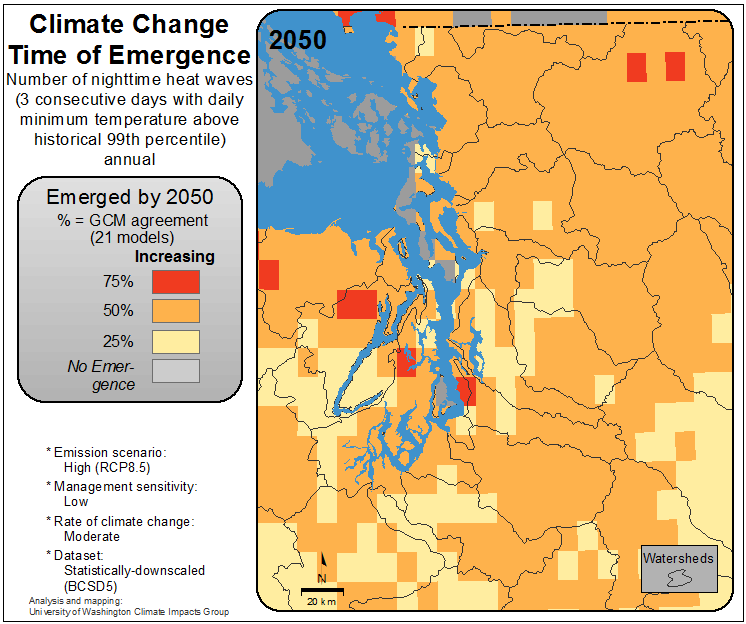 Climate Change
Time of Emergence
Number of nighttime heat waves
(3 consecutive days with daily
minimum temperature above
historical 99th percentile)
annual
Emerged by 2050
% = GCM agreement
(21 models)
Increasing
75%
50%
25%
No Emer-
gence
* Emission scenario:
High (RCP8.5)
* Management sensitivity:
Low
* Rate of climate change:
Moderate
* Dataset:
Statistically-downscaled
(BCSD5)
Analysis and mapping:
University of Washington Climate Impacts Group
2050
N
20 km
Watersheds